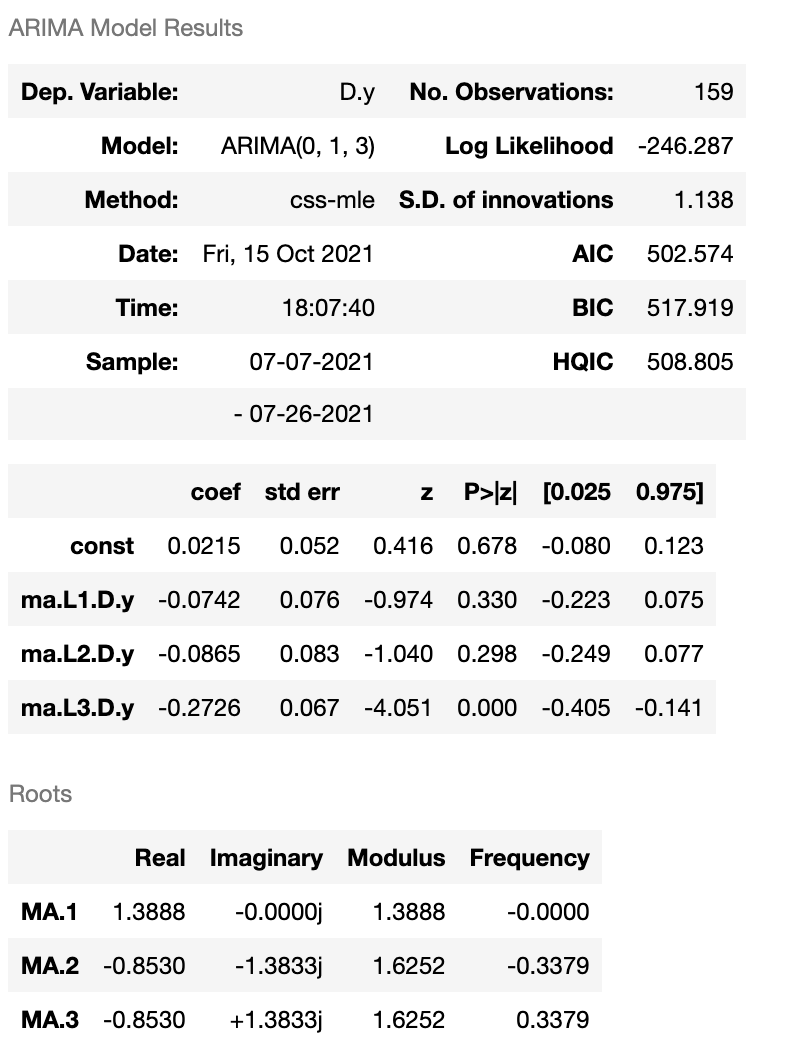 ARIMA Model Results
Dep. Variable: D.y No. Observations: 159
Model: ARIMA(0, 1, 3) Log Likelihood -246.287
Method: css-mle S.D. of innovations 1.138
Date: Fri, 15 Oct 2021 AIC 502.574
Time: 18:07:40 BIC 517.919
Sample: 07-07-2021 HQIC 508.805
- 07-26-2021
coef std err z P>|z| [0.025 0.975]
const 0.0215 0.052 0.416 0.678 -0.080 0.123
ma.L1.D.y -0.0742 0.076 -0.974 0.330 -0.223 0.075
ma.L2.D.y -0.0865 0.083 -1.040 0.298 -0.249 0.077
ma.L3.D.y -0.2726 0.067 -4.051 0.000 -0.405 -0.141
Roots
Real Imaginary Modulus Frequency
MA.1 1.3888 -0.0000j 1.3888 -0.0000
MA.2 -0.8530 -1.3833j 1.6252 -0.3379
MA.3 -0.8530 +1.3833j 1.6252 0.3379